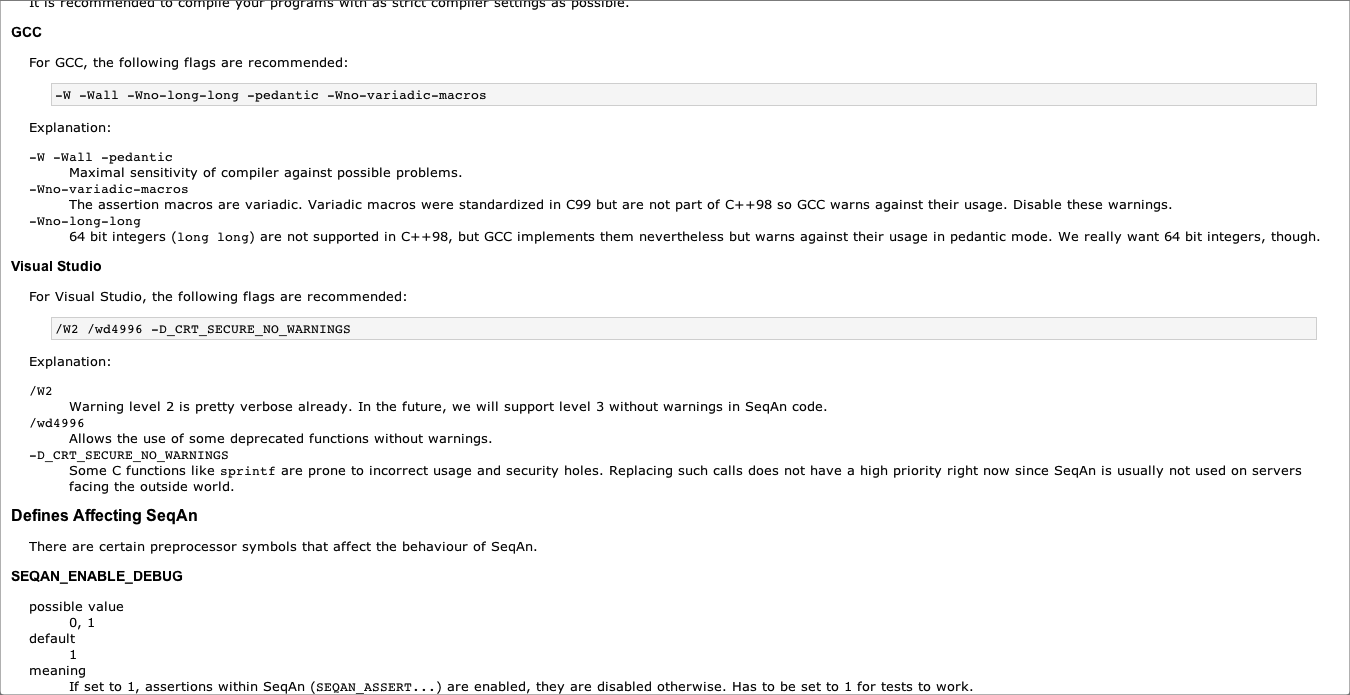 It is recommended to compile your programs with as strict compiler settings as possible.
GCC
For GCC, the following flags are recommended:
-W -Wall -Wno-long-long -pedantic -Wno-variadic-macros
Explanation:
-W -Wall -pedantic
Maximal sensitivity of compiler against possible problems.
-Wno-variadic-macros
The assertion macros are variadic. Variadic macros were standardized in C99 but are not part of C++98 so GCC warns against their usage. Disable these warnings.
-Wno-long-long
64 bit integers (long long) are not supported in C++98, but GCC implements them nevertheless but warns against their usage in pedantic mode. We really want 64 bit integers, though.
Visual Studio
For Visual Studio, the following flags are recommended:
/W2 /wd4996 -D_CRT_SECURE_NO_WARNINGS
Explanation:
/W2
Warning level 2 is pretty verbose already. In the future, we will support level 3 without warnings in SeqAn code.
/wd4996
Allows the use of some deprecated functions without warnings.
-D_CRT_SECURE_NO_WARNINGS
Some C functions like sprintf are prone to incorrect usage and security holes. Replacing such calls does not have a high priority right now since SeqAn is usually not used on servers
facing the outside world.
Defines Affecting SeqAn
There are certain preprocessor symbols that affect the behaviour of SeqAn.
SEQAN_ENABLE_DEBUG
possible value
0, 1
default
1
meaning
If set to 1, assertions within SeqAn (SEQAN_ASSERT...) are enabled, they are disabled otherwise. Has to be set to 1 for tests to work.